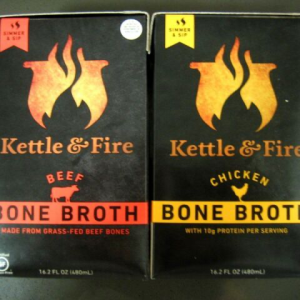 SIMMER
& SIP
Kettle & Fire
BEEF
BONE BROTH
MADE FROM GRASS-FED BEEF BONES
16.2 FL OZ (480mL)
SIMMER
& SIP
Kettle & Fire
CHICKEN
BONE BROT
WITH 10g PROTEIN PER SERVING
16.2 FL OZ (480mL)